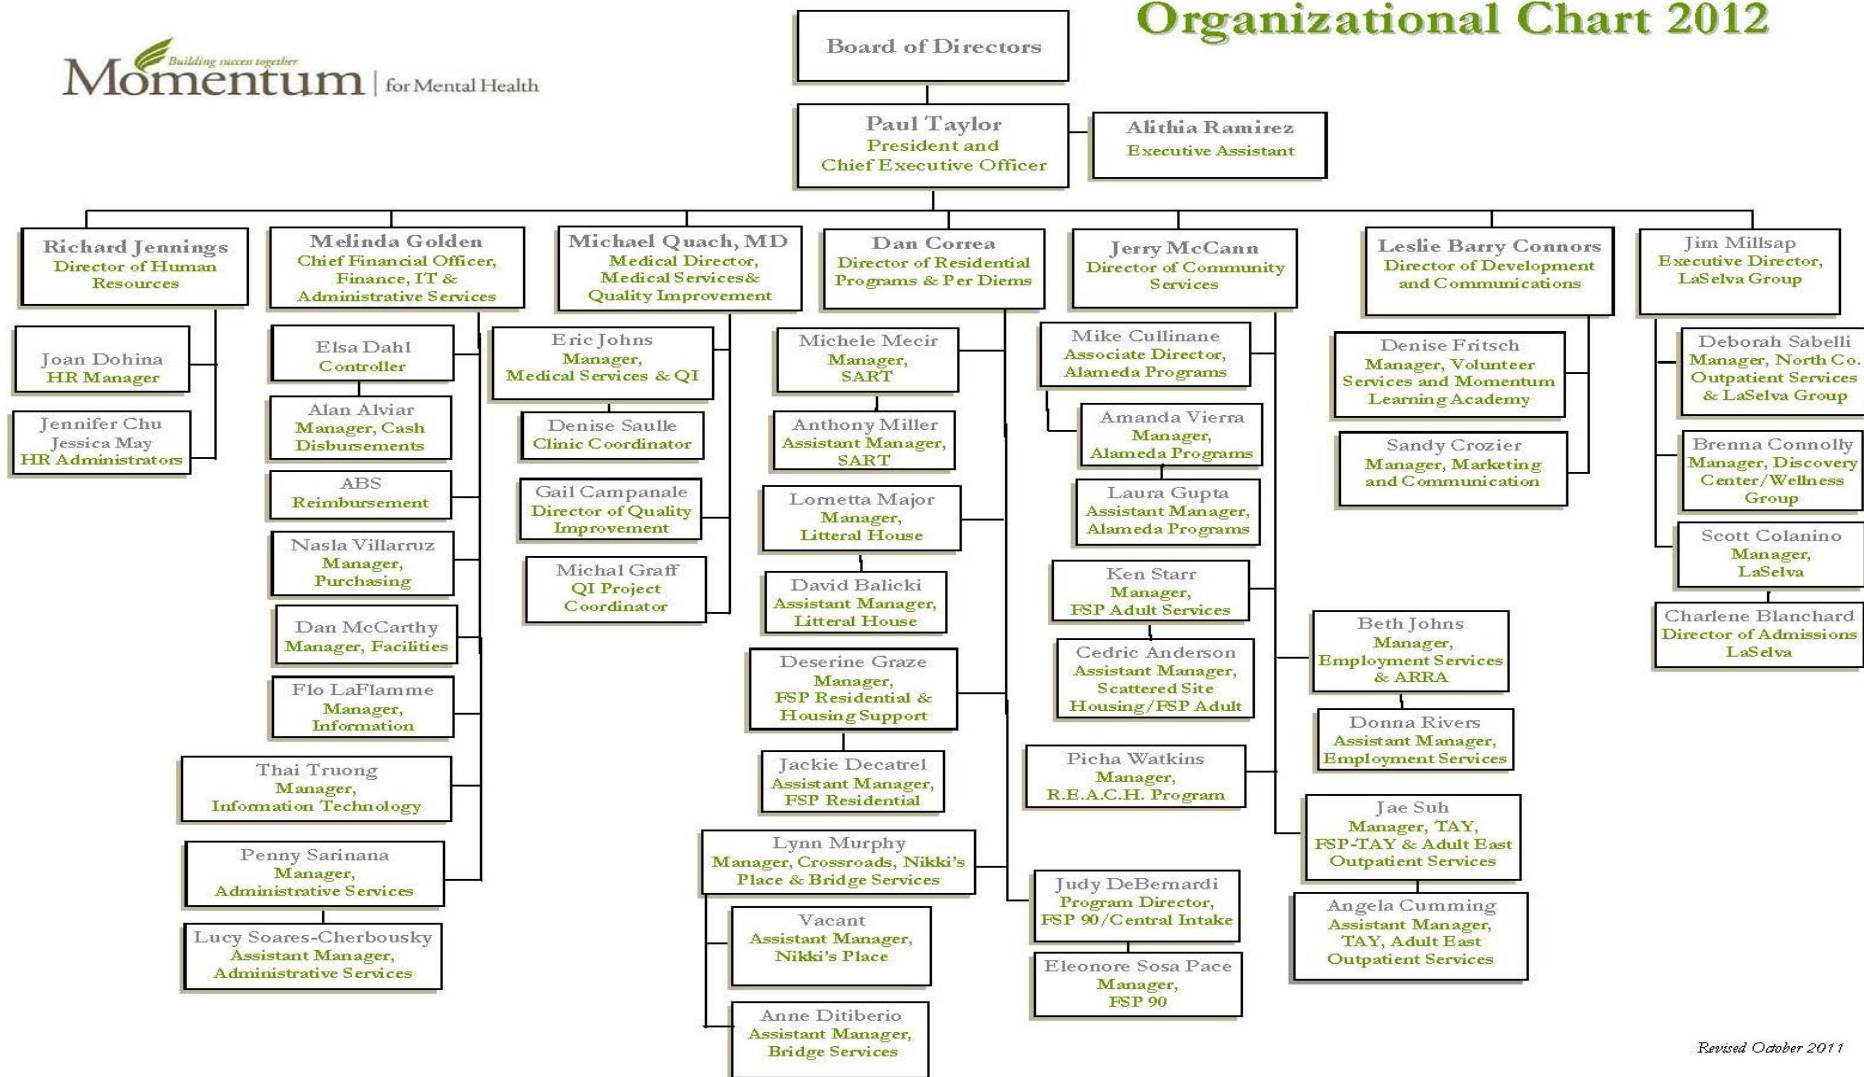 Organizational Chart 2012
Building success together
Momentum | for Mental Health
Board of Directors
Paul Taylor
President and
Chief Executive Officer
Alithia Ramirez
Executive Assistant
Richard Jennings
Director of Human
Resources
Joan Dohina
HR Manager
Jennifer Chu
Jessica May
HR Administrators
Melinda Golden
Chief Financial Officer,
Finance, IT &
Administrative Services
Elsa Dahl
Controller
Alan Alviar
Manager, Cash
Disbursements
ABS
Reimbursement
Nasla Villarruz
Manager,
Purchasing
Dan McCarthy
Manager, Facilities
Flo LaFlamme
Manager,
Information
Thai Truong
Manager,
Information Technology
Penny Sarinana
Manager,
Administrative Services
Lucy Soares-Cherbousky
Assistant Manager,
Administrative Services
Michael Quach, MD
Medical Director,
Medical Services&
Quality Improvement
Eric Johns
Manager,
Medical Services & QI
Denise Saulle
Clinic Coordinator
Gail Campanale
Director of Quality
Improvement
Michal Graff
QI Project
Coordinator
Dan Correa
Director of Residential
Programs & Per Diems
Michele Mecir
Manager,
SART
Anthony Miller
Assistant Manager,
SART
Lornetta Major
Manager,
Litteral House
David Balicki
Assistant Manager,
Litteral House
Deserine Graze
Manager,
FSP Residential &
Housing Support
Jackie Decatrel
Assistant Manager,
FSP Residential
Lynn Murphy
Manager, Crossroads, Nikki's
Place & Bridge Services
Vacant
Assistant Manager,
Nikki's Place
Anne Ditiberio
Assistant Manager,
Bridge Services
Judy DeBernardi
Program Director,
FSP 90/Central Intake
Eleonore Sosa Pace
Manager,
FSP 90
Jerry McCann
Director of Community
Services
Mike Cullinane
Associate Director,
Alameda Programs
Amanda Vierra
Manager,
Alameda Programs
Laura Gupta
Assistant Manager,
Alameda Programs
Ken Starr
Manager,
FSP Adult Services
Cedric Anderson
Assistant Manager,
Scattered Site
Housing/FSP Adult
Picha Watkins
Manager,
R.E.A.C.H. Program
Beth Johns
Manager,
Employment Services
& ARRA
Donna Rivers
Assistant Manager,
Employment Services
Jae Suh
Manager, TAY,
FSP-TAY & Adult East
Outpatient Services
Angela Cumming
Assistant Manager,
TAY, Adult East
Outpatient Services
Leslie Barry Connors
Director of Development
and Communications
Denise Fritsch
Manager, Volunteer
Services and Momentum
Learning Academy
Sandy Crozier
Manager, Marketing
and Communication
Jim Millsap
Executive Director,
LaSelva Group
Deborah Sabelli
Manager, North Co.
Outpatient Services
& LaSelva Group
Brenna Connolly
Manager, Discovery
Center/Wellness
Group
Scott Colanino
Manager,
LaSelva
Charlene Blanchard
Director of Admissions
LaSelva
Revised October 2011